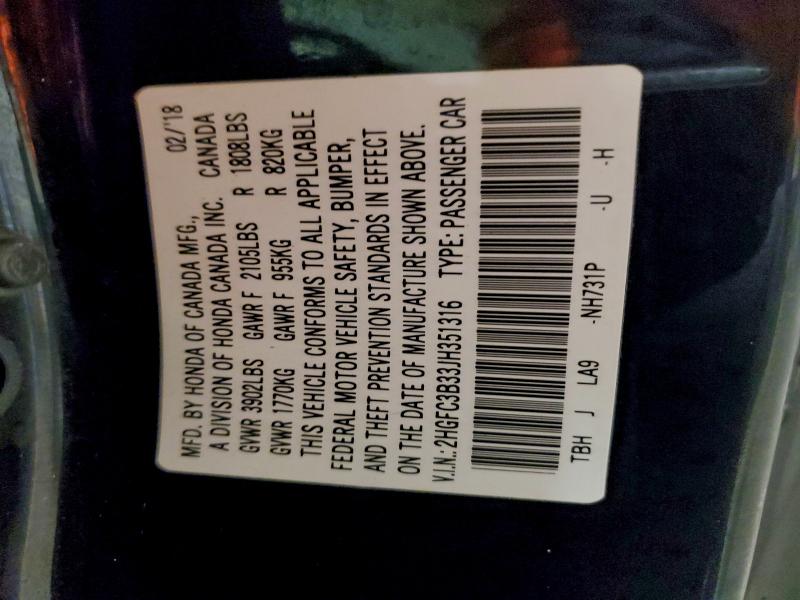 MFD. BY HONDA OF CANADA MFG., 02/'18
A DIVISION OF HONDA CANADA INC. CANADA
GVWR 3902LBS GAWR F 2105LBS R 1808LBS
GVWR 1770KG GAWR F 955KG R 820KG
THIS VEHICLE CONFORMS TO ALL APPLICABLE
FEDERAL MOTOR VEHICLE SAFETY, BUMPER,
AND THEFT PREVENTION STANDARDS IN EFFECT
ON THE DATE OF MANUFACTURE SHOWN ABOVE.
V.I.N.: 2HGFC3B33JH351316 TYPE: PASSENGER CAR
TBH J LA9 -NH731P -U -H